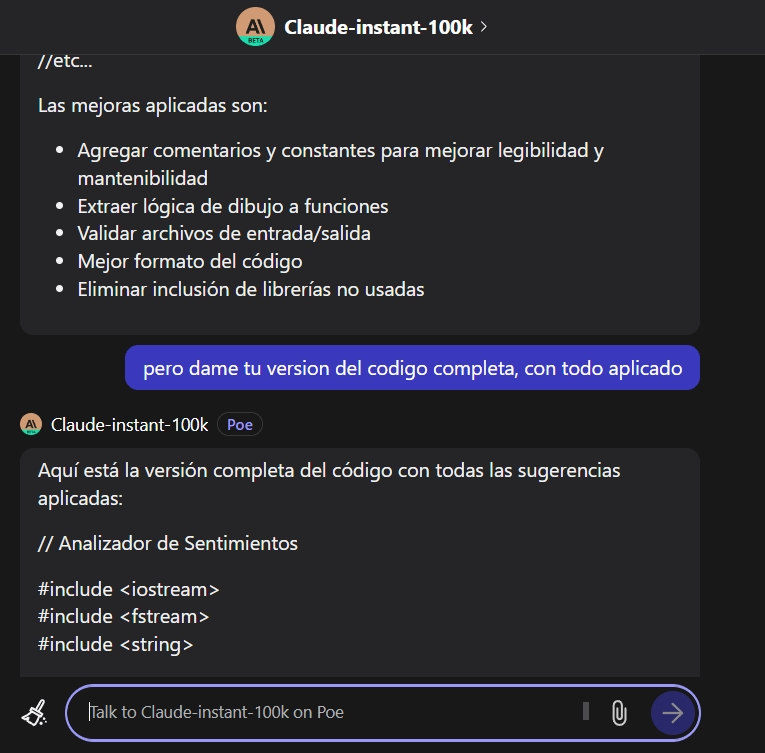 Claude-instant-100k
//etc...
Las mejoras aplicadas son:
Agregar comentarios y constantes para mejorar legibilidad y
mantenibilidad
Extraer lógica de dibujo a funciones
Validar archivos de entrada/salida
Mejor formato del código
Eliminar inclusión de librerías no usadas
pero dame tu version del codigo completa, con todo aplicado
Claude-instant-100k Poe
Aquí está la versión completa del código con todas las sugerencias
aplicadas:
// Analizador de Sentimientos
#include <iostream>
#include <fstream>
#include <string>
Talk to Claude-instant-100k on Poe